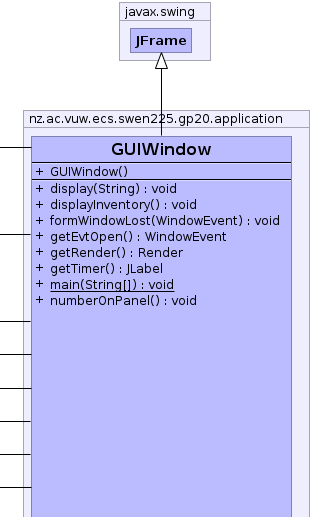 javax.swing
JFrame
nz.ac.vuw.ecs.swen225.gp20.application
GUIWindow
+ GUIWindow()
+ display(String) : void
+ displayInventory() : void
+ formWindowLost(WindowEvent) : void
+ getEvtOpen() : WindowEvent
+ getRender() : Render
+ getTimer() : JLabel
+ main(String[]) : void
+ numberOnPanel() : void